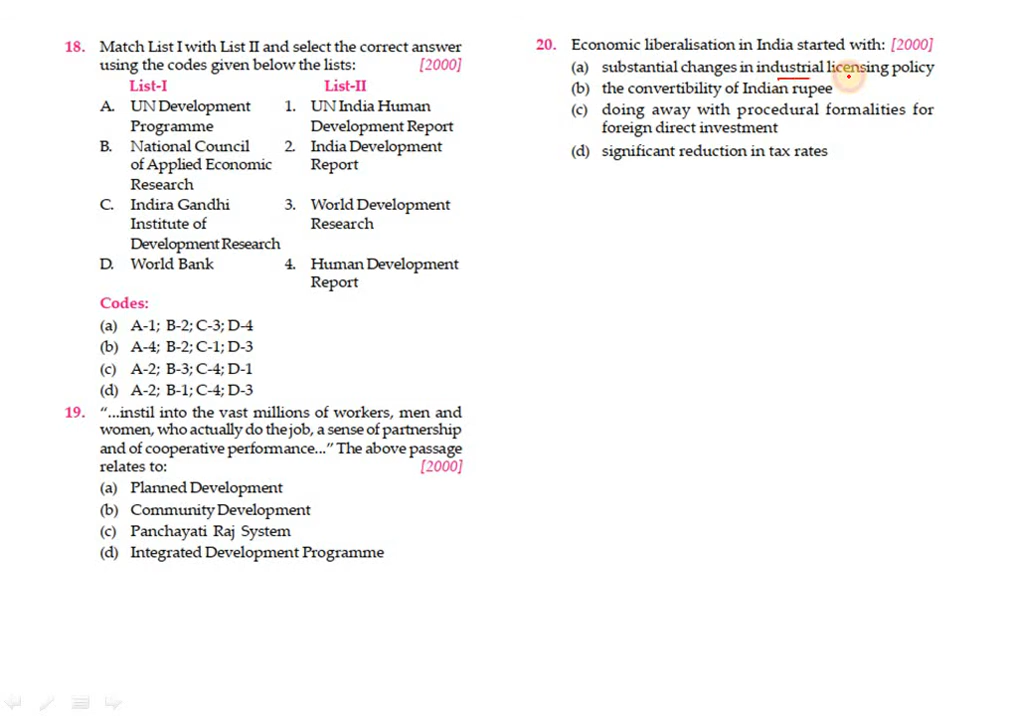 18. Match List I with List II and select the correct answer
using the codes given below the lists: [2000]
List-I List-II
A. UN Development 1. UN India Human
Programme Development Report
B. National Council 2. India Development
of Applied Economic Report
Research
C. Indira Gandhi 3. World Development
Institute of Research
Development Research
D. World Bank 4. Human Development
Report
Codes:
(a) A-1; B-2; C-3; D-4
(b) A-4; B-2; C-1; D-3
(c) A-2; B-3; C-4; D-1
(d) A-2; B-1; C-4; D-3
19. "...instil into the vast millions of workers, men and
women, who actually do the job, a sense of partnership
and of cooperative performance..." The above passage
relates to: [2000]
(a) Planned Development
(b) Community Development
(c) Panchayati Raj System
(d) Integrated Development Programme
20. Economic liberalisation in India started with: [2000]
(a) substantial changes in industrial licensing policy
(b) the convertibility of Indian rupee
(c) doing away with procedural formalities for
foreign direct investment
(d) significant reduction in tax rates